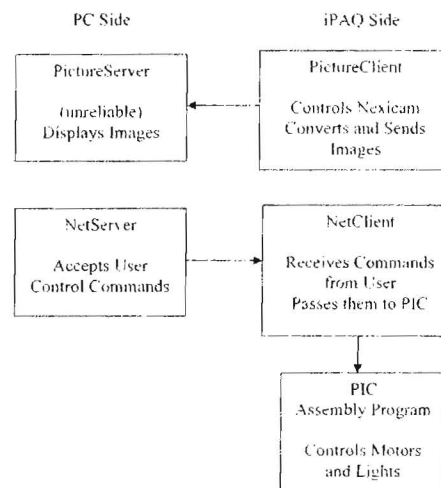 PC Side
iPAQ Side
PictureServer
(unreliable)
Displays Images
PictureClient
Controls Nexicam
Converts and Sends
Images
NetServer
Accepts User
Control Commands
NetClient
Receives Commands
from User
Passes them to PIC
PIC
Assembly Program
Controls Motors
and Lights